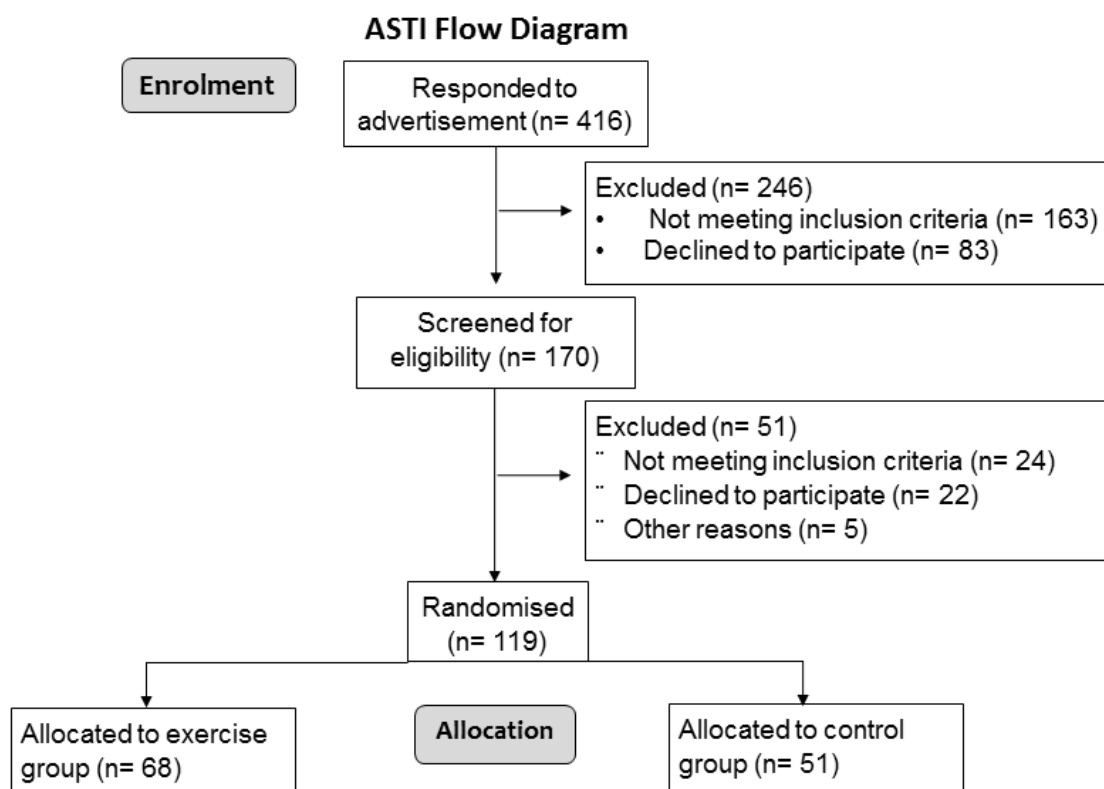 ASTI Flow Diagram
Enrolment
Responded to
advertisement (n= 416)
Excluded (n= 246)
• Not meeting inclusion criteria (n= 163)
• Declined to participate (n= 83)
Screened for
eligibility (n= 170)
Excluded (n= 51)
¨ Not meeting inclusion criteria (n= 24)
¨ Declined to participate (n= 22)
¨ Other reasons (n= 5)
Randomised
(n= 119)
Allocated to exercise
group (n= 68)
Allocation
Allocated to control
group (n= 51)